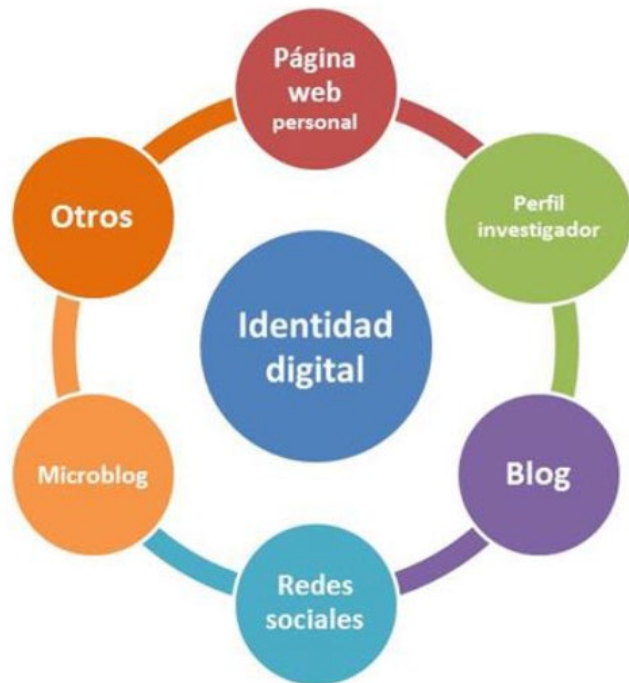 Página
web
personal
Perfil
investigador
Blog
Redes
sociales
Microblog
Otros
Identidad
digital